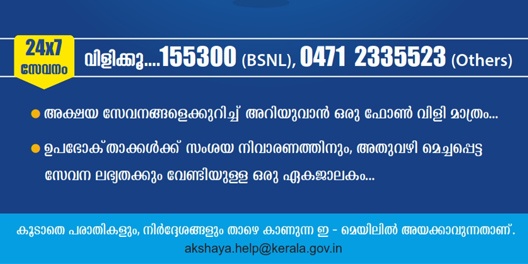 24x7
സേവനം
വിളിക്കൂ....155300 (BSNL), 0471 2335523 (Others)
അക്ഷയ സേവനങ്ങളെക്കുറിച്ച് അറിയുവാൻ ഒരു ഫോൺ വിളി മാത്രം...
ഉപഭോക്താക്കൾക്ക് സംശയ നിവാരണത്തിനും, അതുവഴി മെച്ചപ്പെട്ട
സേവന ലഭ്യതക്കും വേണ്ടിയുള്ള ഒരു ഏകജാലകം...
കൂടാതെ പരാതികളും, നിർദ്ദേശങ്ങളും താഴെ കാണുന്ന ഇ - മെയിലിൽ അയക്കാവുന്നതാണ്.
akshaya.help@kerala.gov.in